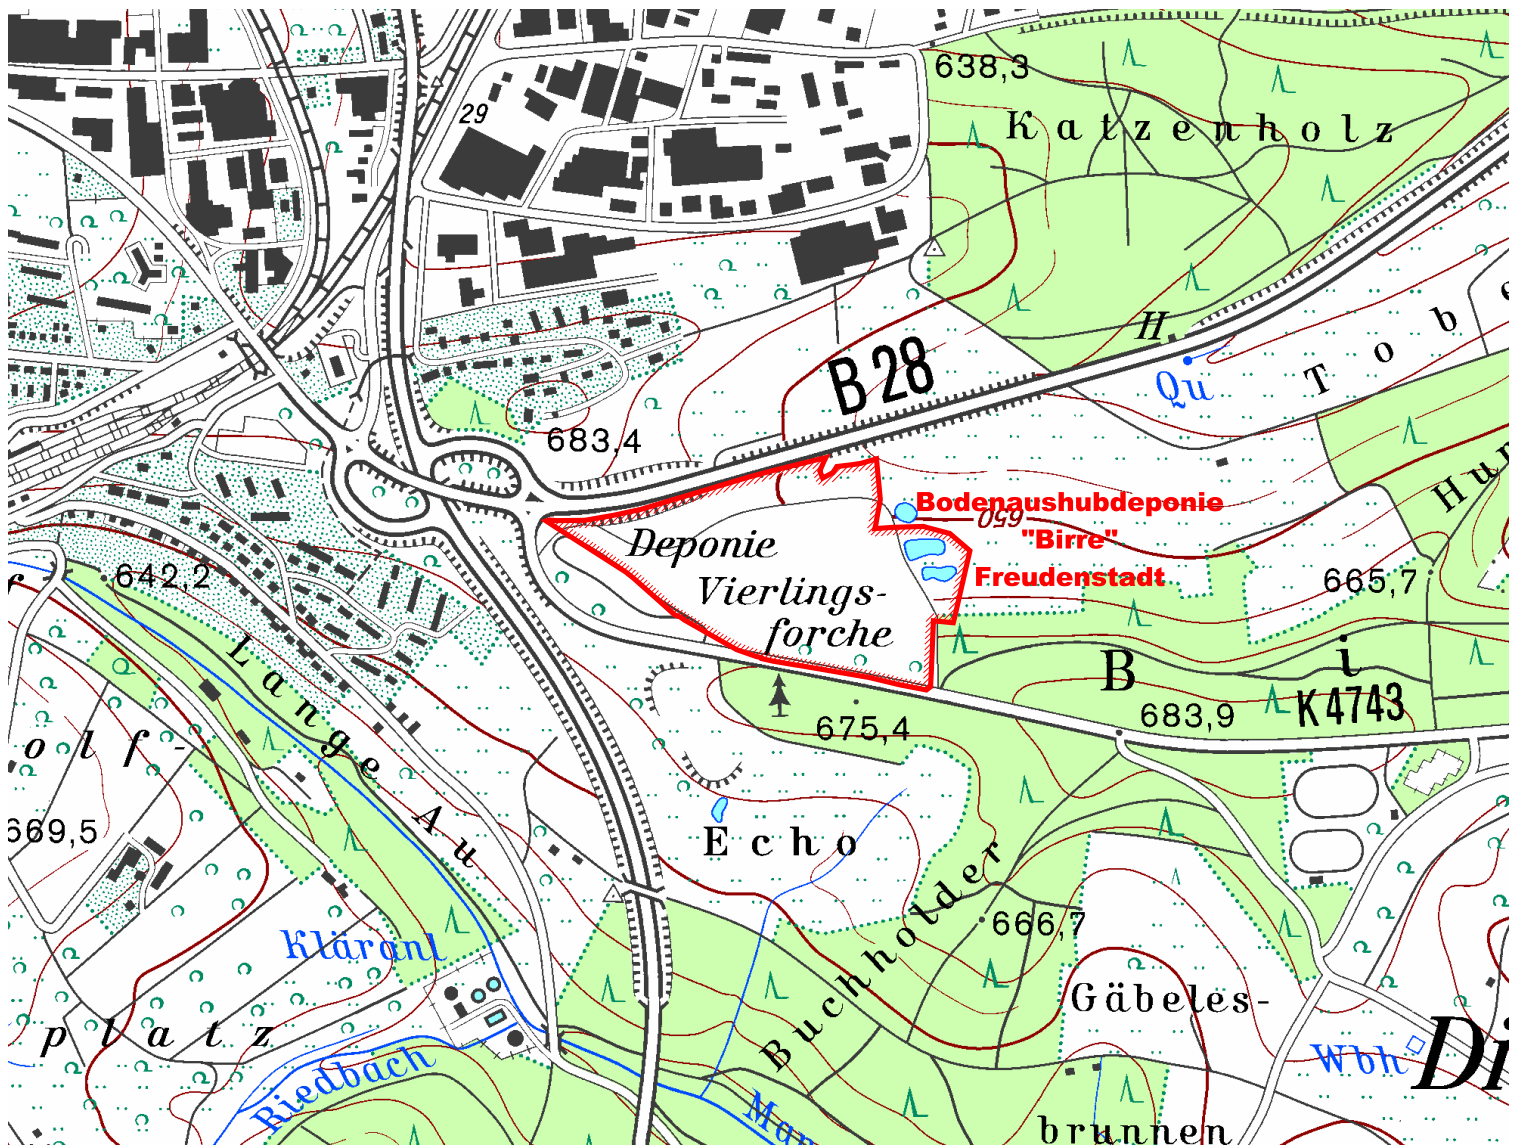 638,3
29
Katzenholz
H
B 28
Qu
683,4
Bodenaushubdeponie
650
"Birre"
Freudenstadt
Deponie
Vierlings-
forche
642,2
665,7
Lange Au
B i
683,9
K 4743
675,4
olf-
669,5
Echo
Buchholder
666,7
Kläranl
Gäbeles-
platz
Riedbach
Wbh
Di
brunnen